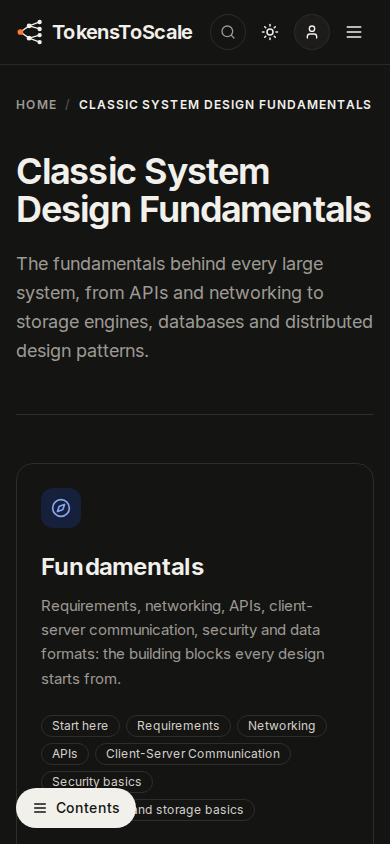 TokensToScale
HOME / CLASSIC SYSTEM DESIGN FUNDAMENTALS
Classic System
Design Fundamentals
The fundamentals behind every large
system, from APIs and networking to
storage engines, databases and distributed
design patterns.
Fundamentals
Requirements, networking, APIs, client-
server communication, security and data
formats: the building blocks every design
starts from.
Start here Requirements Networking
APIs Client-Server Communication
Security basics
and storage basics
Contents